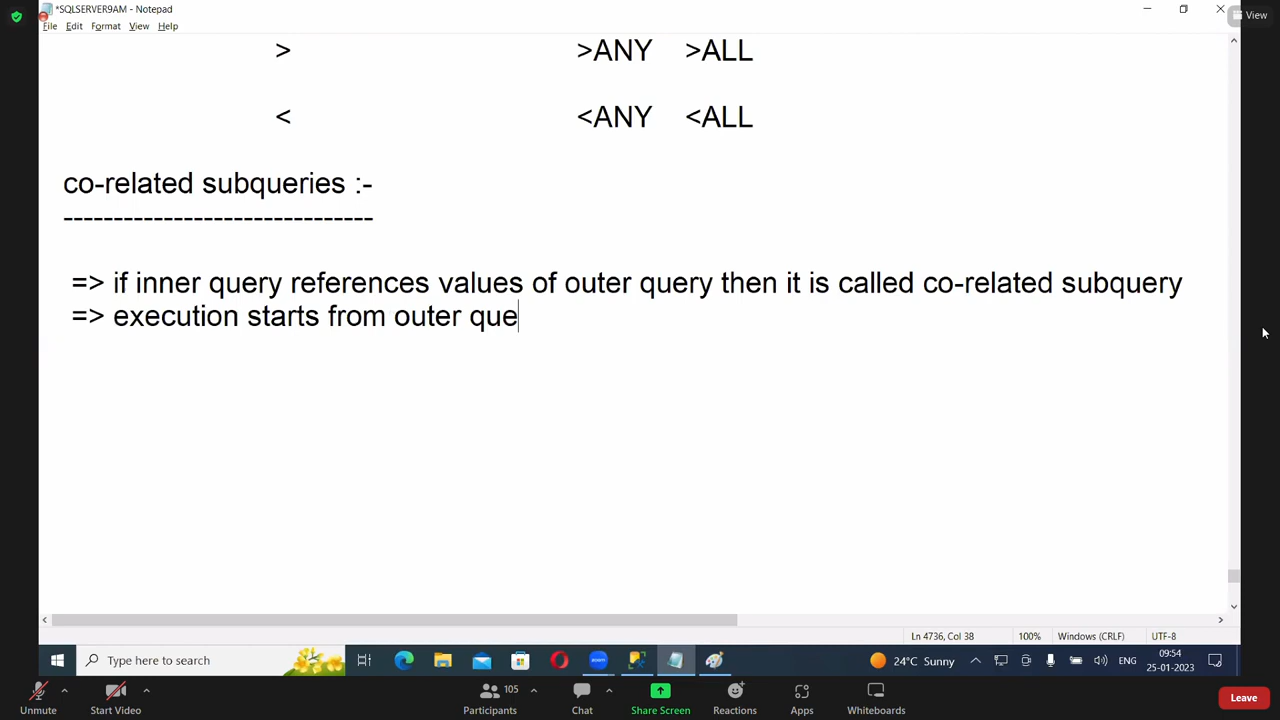 *SQLSERVER9AM - Notepad
View
File Edit Format View Help
> >ANY >ALL
< <ANY <ALL
co-related subqueries :-
-------------------------------
=> if inner query references values of outer query then it is called co-related subquery
=> execution starts from outer que
Ln 4736, Col 38 100% Windows (CRLF) UTF-8
Type here to search 24°C Sunny ENG 09:54
25-01-2023
105
Unmute Start Video Participants Chat Share Screen Reactions Apps Whiteboards Leave